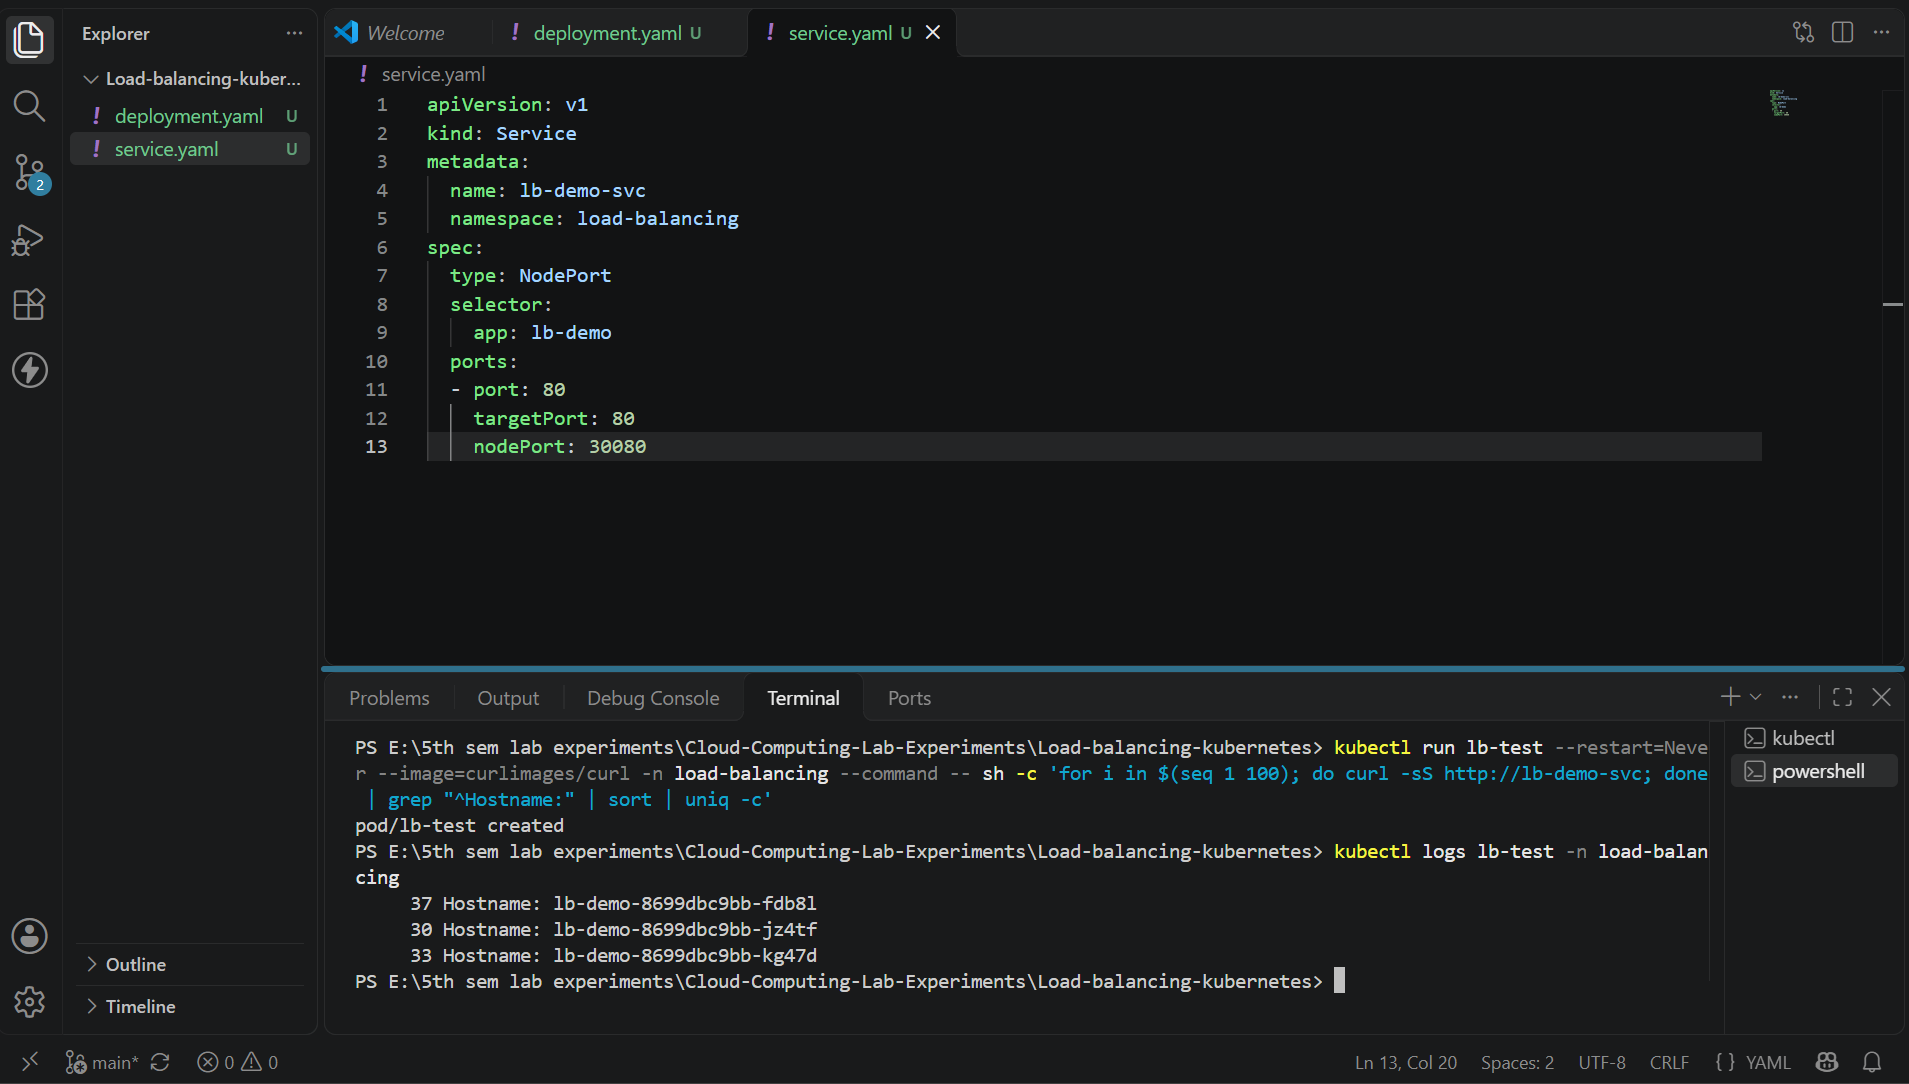 Explorer
Load-balancing-kuber...
! deployment.yaml U
! service.yaml U
2
Outline
Timeline
Welcome
! deployment.yaml U
! service.yaml U
! service.yaml
1 apiVersion: v1
2 kind: Service
3 metadata:
4 name: lb-demo-svc
5 namespace: load-balancing
6 spec:
7 type: NodePort
8 selector:
9 app: lb-demo
10 ports:
11 - port: 80
12 targetPort: 80
13 nodePort: 30080
Problems Output Debug Console Terminal Ports
PS E:\5th sem lab experiments\Cloud-Computing-Lab-Experiments\Load-balancing-kubernetes> kubectl run lb-test --restart=Neve
r --image=curlimages/curl -n load-balancing --command -- sh -c 'for i in $(seq 1 100); do curl -sS http://lb-demo-svc; done
| grep "^Hostname:" | sort | uniq -c'
pod/lb-test created
PS E:\5th sem lab experiments\Cloud-Computing-Lab-Experiments\Load-balancing-kubernetes> kubectl logs lb-test -n load-balan
cing
37 Hostname: lb-demo-8699dbc9bb-fdb8l
30 Hostname: lb-demo-8699dbc9bb-jz4tf
33 Hostname: lb-demo-8699dbc9bb-kg47d
PS E:\5th sem lab experiments\Cloud-Computing-Lab-Experiments\Load-balancing-kubernetes>
kubectl
powershell
main* 0 0 Ln 13, Col 20 Spaces: 2 UTF-8 CRLF { } YAML